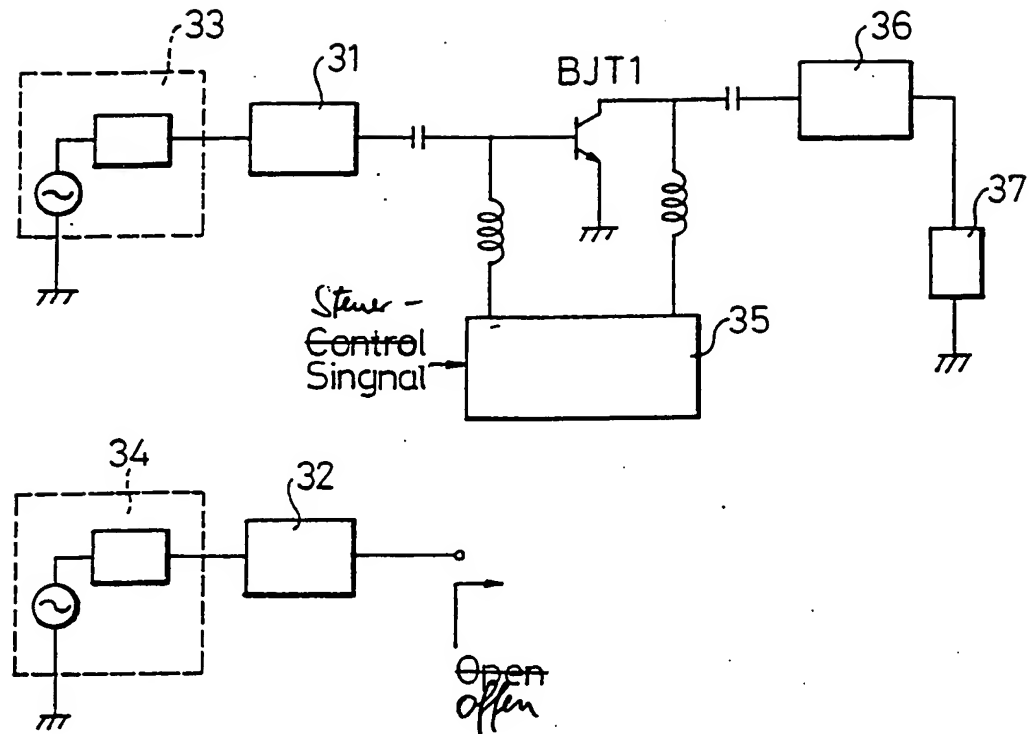 33
31
BJT1
36
37
Steuer -
Control
Singnal
35
34
32
Open
offen